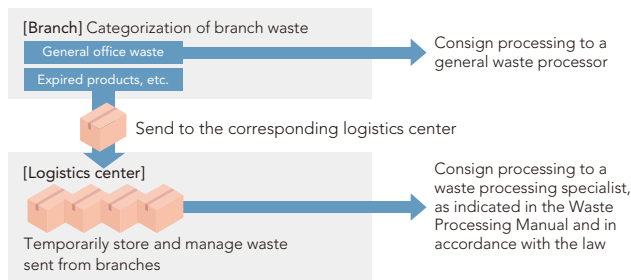 [Branch] Categorization of branch waste
General office waste
Expired products, etc.
Consign processing to a
general waste processor
Send to the corresponding logistics center
[Logistics center]
Temporarily store and manage waste
sent from branches
Consign processing to a
waste processing specialist,
as indicated in the Waste
Processing Manual and in
accordance with the law